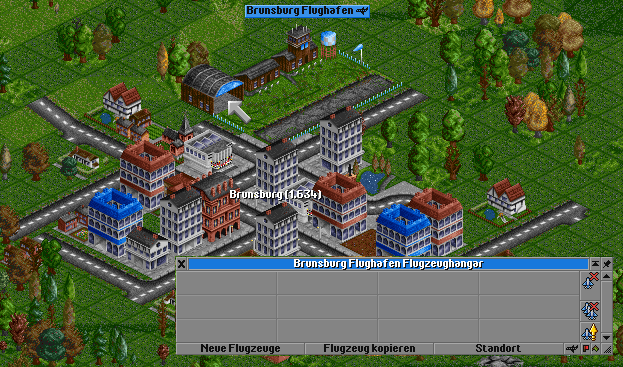 Brunsburg Flughafen
Brunsburg (1.634)
Brunsburg Flughafen Flugzeughangar
Neue Flugzeuge
Flugzeug kopieren
Standort